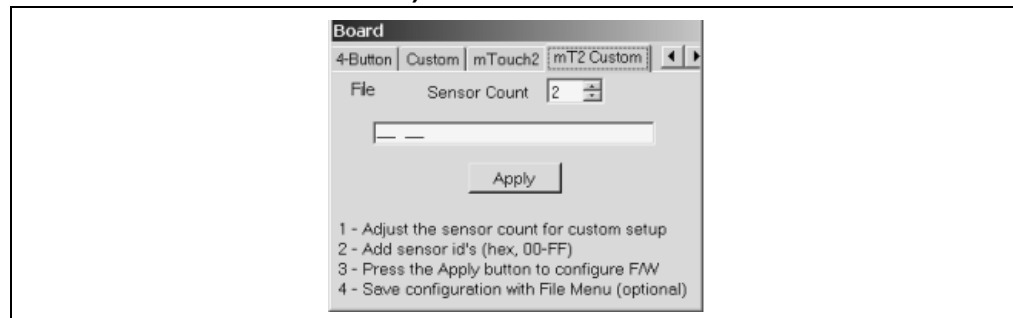 Board
4-Button Custom mTouch2 mT2 Custom
File Sensor Count 2
__ __
Apply
1 - Adjust the sensor count for custom setup
2 - Add sensor id's (hex, 00-FF)
3 - Press the Apply button to configure F/W
4 - Save configuration with File Menu (optional)